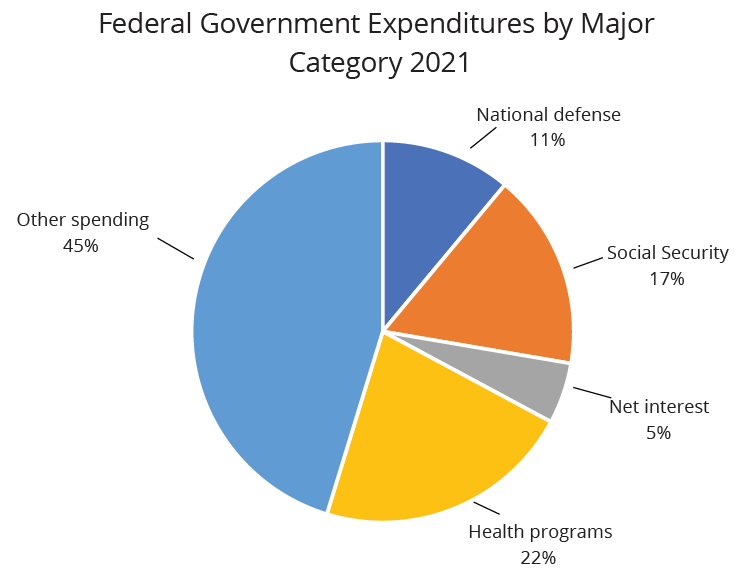 Federal Government Expenditures by Major
Category 2021
National defense
11%
Other spending
45%
Social Security
17%
Net interest
5%
Health programs
22%